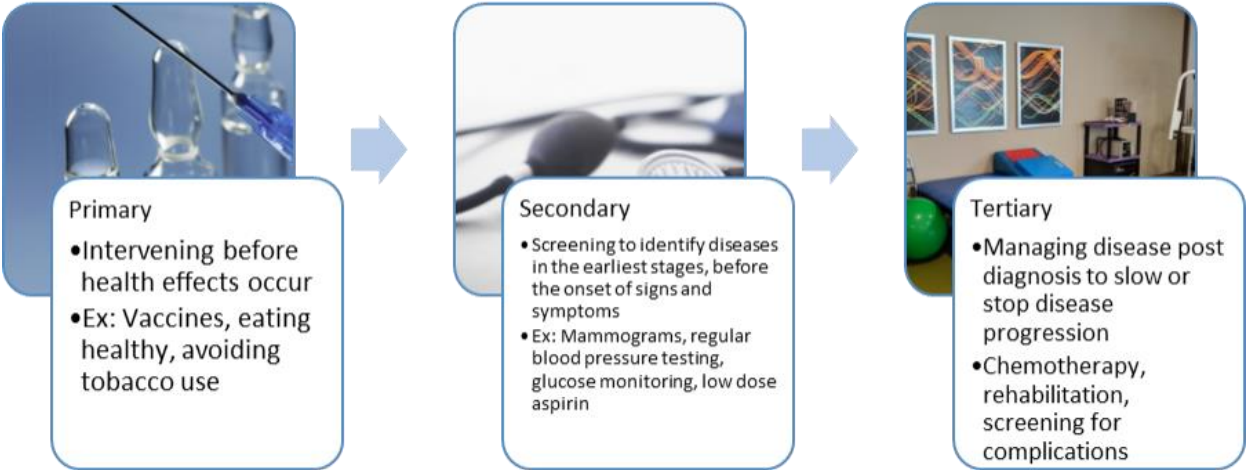 Primary
•Intervening before
health effects occur
•Ex: Vaccines, eating
healthy, avoiding
tobacco use
Secondary
•Screening to identify diseases
in the earliest stages, before
the onset of signs and
symptoms
•Ex: Mammograms, regular
blood pressure testing,
glucose monitoring, low dose
aspirin
Tertiary
•Managing disease post
diagnosis to slow or
stop disease
progression
•Chemotherapy,
rehabilitation,
screening for
complications